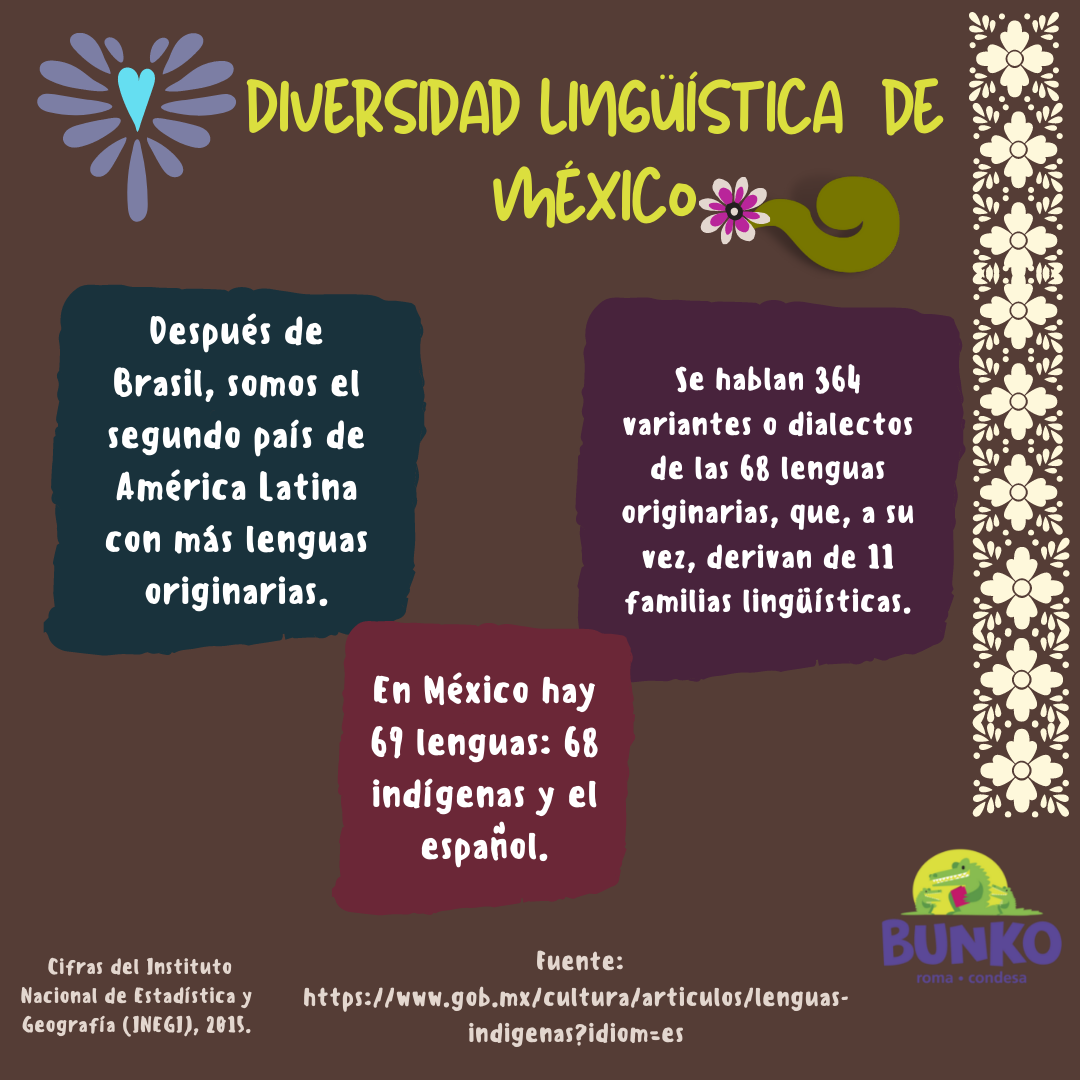 DIVERSIDAD LINGÜÍSTICA DE
MÉXICO
Después de
Brasil, somos el
segundo país de
América Latina
con más lenguas
originarias.
Se hablan 364
variantes o dialectos
de las 68 lenguas
originarias, que, a su
vez, derivan de 11
familias lingüísticas.
En México hay
69 lenguas: 68
indígenas y el
español.
Cifras del Instituto
Nacional de Estadística y
Geografía (INEGI), 2015.
Fuente:
https://www.gob.mx/cultura/articulos/lenguas-
indigenas?idiom=es
BUNKO
roma • condesa